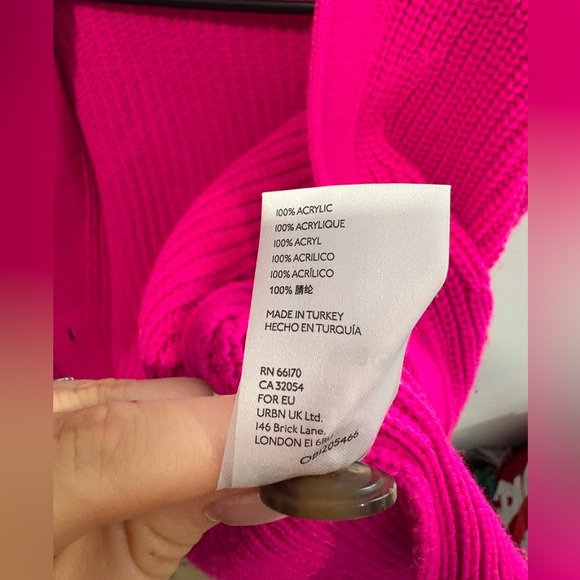 100% ACRYLIC
100% ACRYLIQUE
100% ACRYL
100% ACRILICO
100% ACRÍLICO
100% 腈纶
MADE IN TURKEY
HECHO EN TURQUÍA
RN 66170
CA 32054
FOR EU
URBN UK Ltd.
146 Brick Lane,
LONDON E1